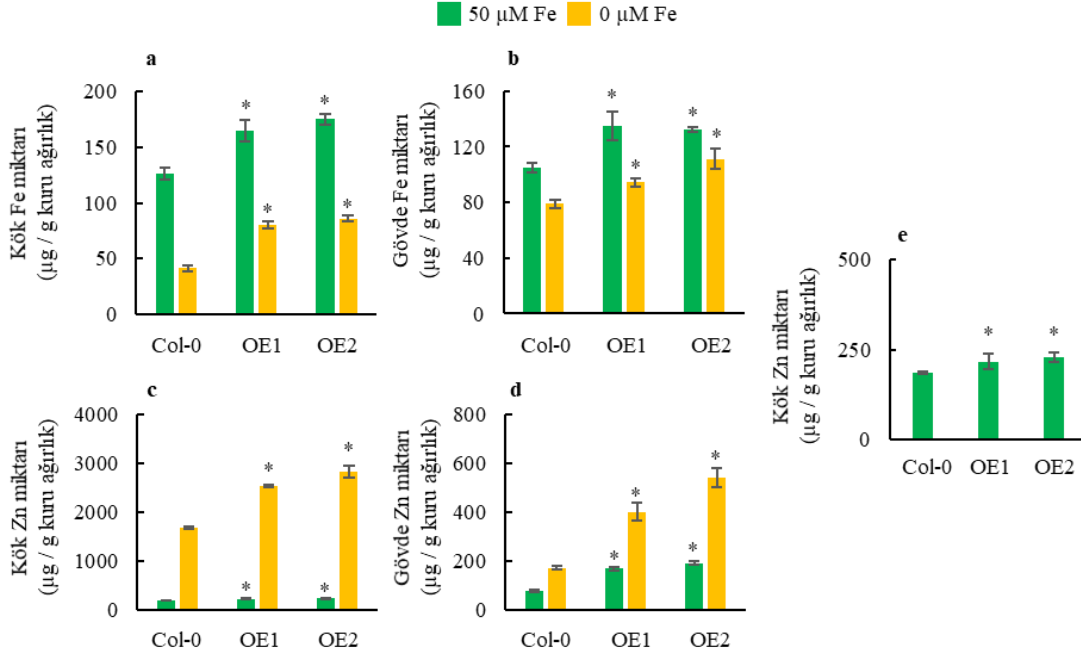 50 µM Fe 0 µM Fe
a
Kök Fe miktarı
(µg / g kuru ağırlık)
200
150
100
50
0
* *
* *
Col-0 OE1 OE2
b
Gövde Fe miktarı
(µg / g kuru ağırlık)
160
120
80
40
0
* *
* *
Col-0 OE1 OE2
c
Kök Zn miktarı
(µg / g kuru ağırlık)
4000
3000
2000
1000
0
* *
* *
Col-0 OE1 OE2
d
Gövde Zn miktarı
(µg / g kuru ağırlık)
800
600
400
200
0
* *
* *
Col-0 OE1 OE2
e
Kök Zn miktarı
(µg / g kuru ağırlık)
500
250
0
* *
Col-0 OE1 OE2